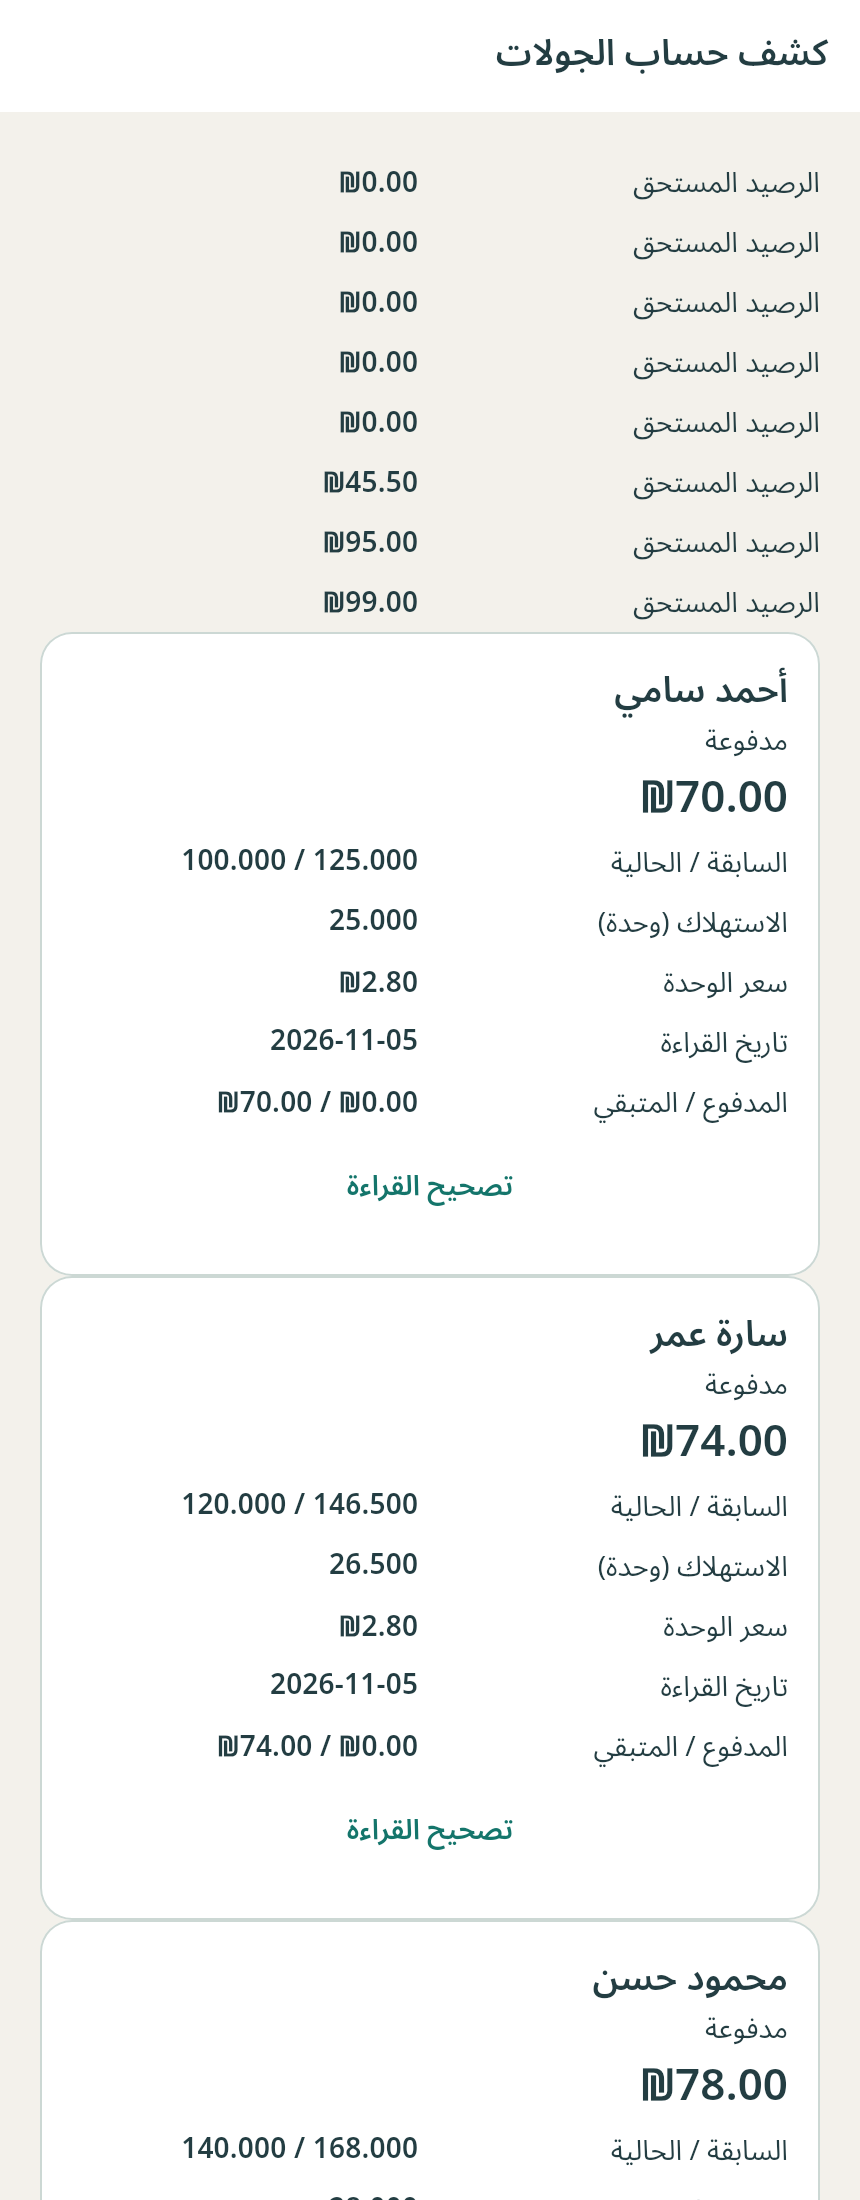 كشف حساب الجولات
الرصيد المستحق ₪0.00
الرصيد المستحق ₪0.00
الرصيد المستحق ₪0.00
الرصيد المستحق ₪0.00
الرصيد المستحق ₪0.00
الرصيد المستحق ₪45.50
الرصيد المستحق ₪95.00
الرصيد المستحق ₪99.00
أحمد سامي
مدفوعة
₪70.00
السابقة / الحالية 100.000 / 125.000
الاستهلاك (وحدة) 25.000
سعر الوحدة ₪2.80
تاريخ القراءة 2026-11-05
المدفوع / المتبقي ₪70.00 / ₪0.00
تصحيح القراءة
سارة عمر
مدفوعة
₪74.00
السابقة / الحالية 120.000 / 146.500
الاستهلاك (وحدة) 26.500
سعر الوحدة ₪2.80
تاريخ القراءة 2026-11-05
المدفوع / المتبقي ₪74.00 / ₪0.00
تصحيح القراءة
محمود حسن
مدفوعة
₪78.00
السابقة / الحالية 140.000 / 168.000